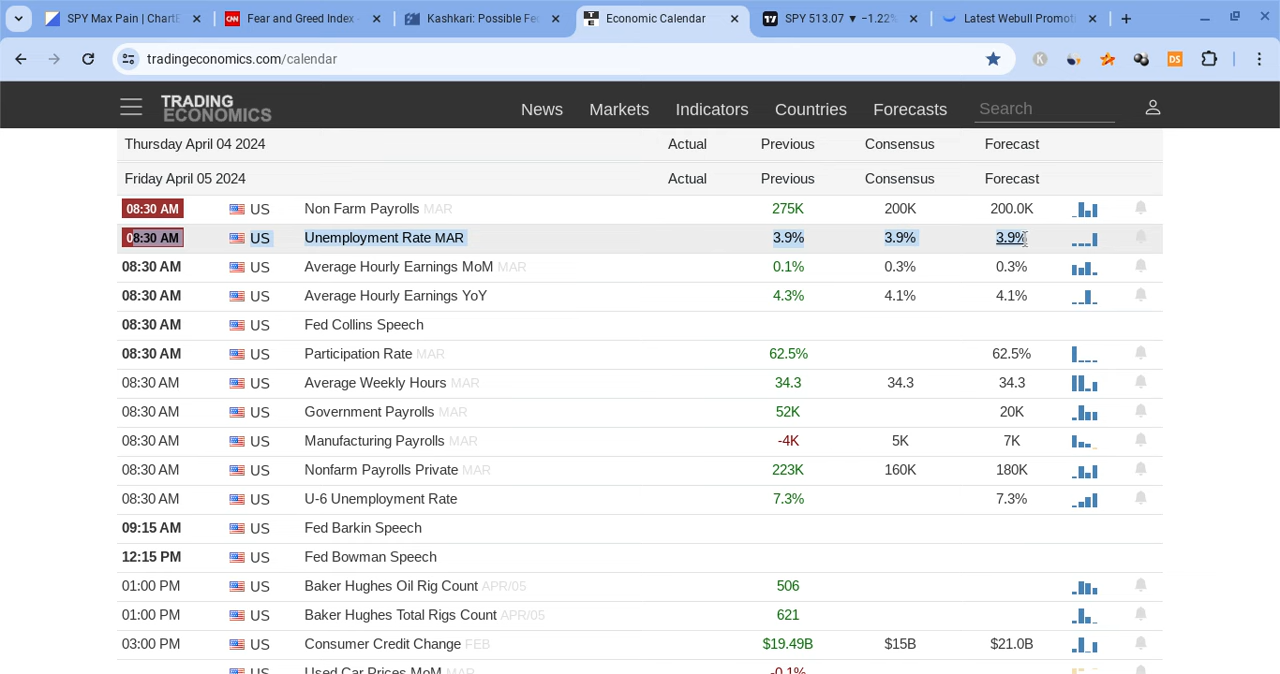 SPY Max Pain | ChartE
Fear and Greed Index -
Kashkari: Possible Fe
Economic Calendar
SPY 513.07 ▼ −1.22%
Latest Webull Promot
tradingeconomics.com/calendar
K
DS
TRADING
ECONOMICS
News Markets Indicators Countries Forecasts Search
Thursday April 04 2024 Actual Previous Consensus Forecast
Friday April 05 2024 Actual Previous Consensus Forecast
08:30 AM US Non Farm Payrolls MAR 275K 200K 200.0K
08:30 AM US Unemployment Rate MAR 3.9% 3.9% 3.9%
08:30 AM US Average Hourly Earnings MoM MAR 0.1% 0.3% 0.3%
08:30 AM US Average Hourly Earnings YoY 4.3% 4.1% 4.1%
08:30 AM US Fed Collins Speech
08:30 AM US Participation Rate MAR 62.5% 62.5%
08:30 AM US Average Weekly Hours MAR 34.3 34.3 34.3
08:30 AM US Government Payrolls MAR 52K 20K
08:30 AM US Manufacturing Payrolls MAR -4K 5K 7K
08:30 AM US Nonfarm Payrolls Private MAR 223K 160K 180K
08:30 AM US U-6 Unemployment Rate 7.3% 7.3%
09:15 AM US Fed Barkin Speech
12:15 PM US Fed Bowman Speech
01:00 PM US Baker Hughes Oil Rig Count APR/05 506
01:00 PM US Baker Hughes Total Rigs Count APR/05 621
03:00 PM US Consumer Credit Change FEB $19.49B $15B $21.0B
US Used Car Prices MoM MAR -0.1%